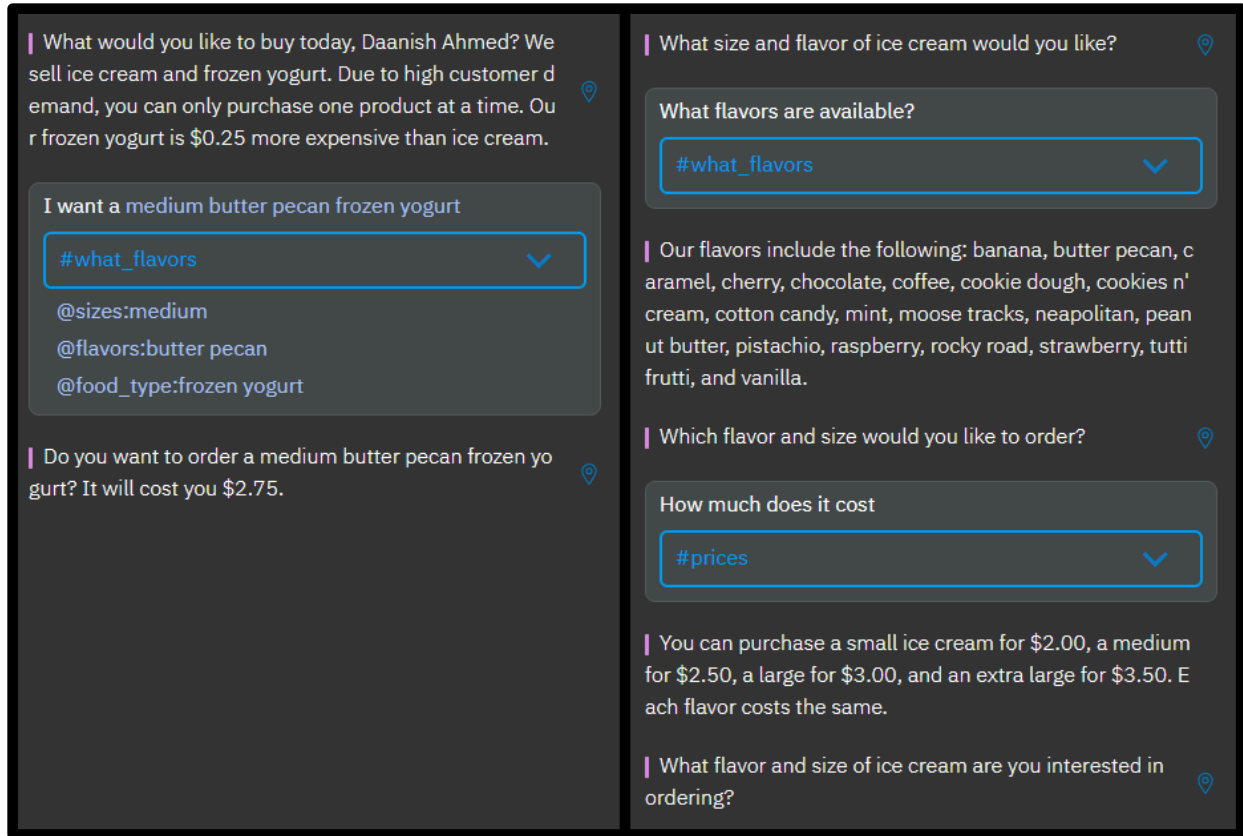 What would you like to buy today, Daanish Ahmed? We
sell ice cream and frozen yogurt. Due to high customer d
emand, you can only purchase one product at a time. Ou
r frozen yogurt is $0.25 more expensive than ice cream.
I want a medium butter pecan frozen yogurt
#what_flavors
@sizes:medium
@flavors:butter pecan
@food_type:frozen yogurt
Do you want to order a medium butter pecan frozen yo
gurt? It will cost you $2.75.
What size and flavor of ice cream would you like?
What flavors are available?
#what_flavors
Our flavors include the following: banana, butter pecan, c
aramel, cherry, chocolate, coffee, cookie dough, cookies n'
cream, cotton candy, mint, moose tracks, neapolitan, pean
ut butter, pistachio, raspberry, rocky road, strawberry, tutti
frutti, and vanilla.
Which flavor and size would you like to order?
How much does it cost
#prices
You can purchase a small ice cream for $2.00, a medium
for $2.50, a large for $3.00, and an extra large for $3.50. E
ach flavor costs the same.
What flavor and size of ice cream are you interested in
ordering?